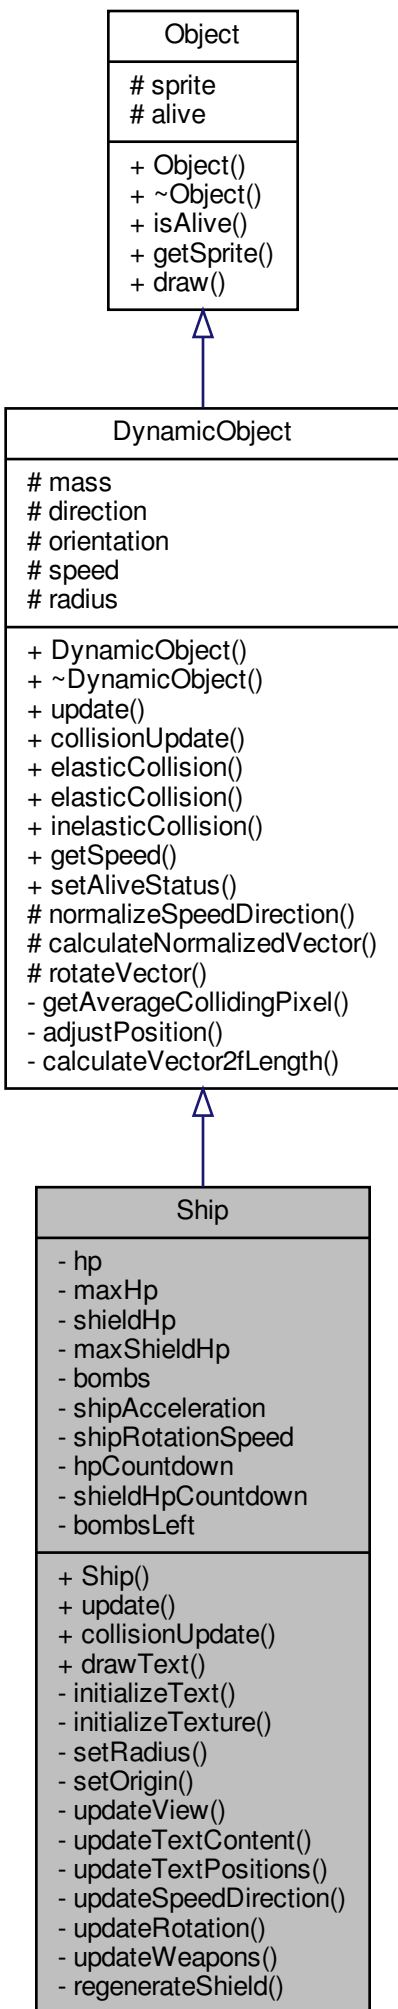 Object
# sprite
# alive
+ Object()
+ ~Object()
+ isAlive()
+ getSprite()
+ draw()
DynamicObject
# mass
# direction
# orientation
# speed
# radius
+ DynamicObject()
+ ~DynamicObject()
+ update()
+ collisionUpdate()
+ elasticCollision()
+ elasticCollision()
+ inelasticCollision()
+ getSpeed()
+ setAliveStatus()
# normalizeSpeedDirection()
# calculateNormalizedVector()
# rotateVector()
- getAverageCollidingPixel()
- adjustPosition()
- calculateVector2fLength()
Ship
- hp
- maxHp
- shieldHp
- maxShieldHp
- bombs
- shipAcceleration
- shipRotationSpeed
- hpCountdown
- shieldHpCountdown
- bombsLeft
+ Ship()
+ update()
+ collisionUpdate()
+ drawText()
- initializeText()
- initializeTexture()
- setRadius()
- setOrigin()
- updateView()
- updateTextContent()
- updateTextPositions()
- updateSpeedDirection()
- updateRotation()
- updateWeapons()
- regenerateShield()